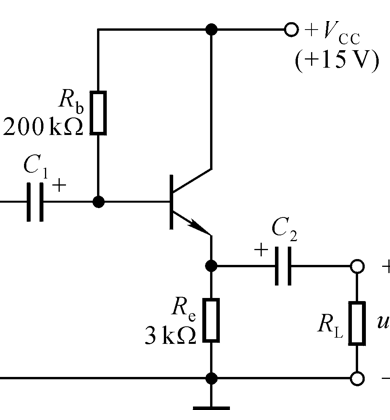 +V_CC
(+15 V)
R_b
200 kΩ
C_1 +
+ C_2
R_e
3 kΩ
R_L
u
+
−